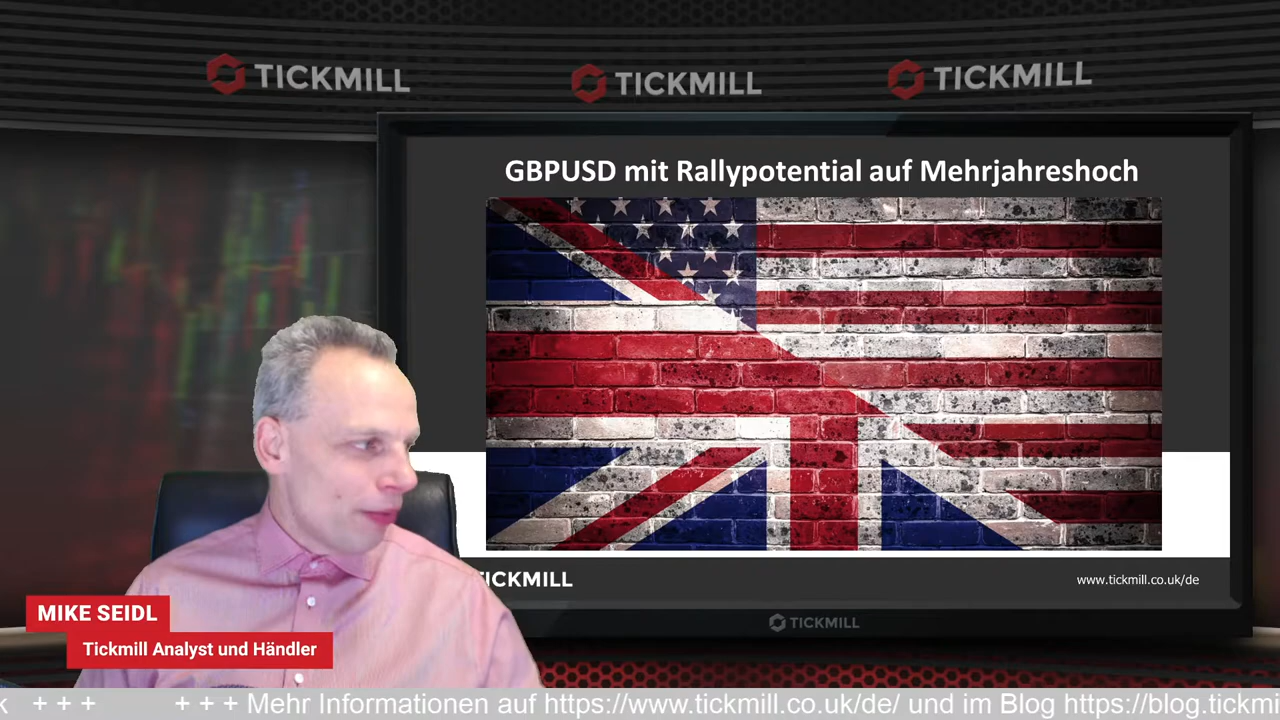 TICKMILL
TICKMILL
TICKMILL
GBPUSD mit Rallypotential auf Mehrjahreshoch
TICKMILL
www.tickmill.co.uk/de
TICKMILL
MIKE SEIDL
Tickmill Analyst und Händler
+ + + + + + Mehr Informationen auf https://www.tickmill.co.uk/de/ und im Blog https://blog.tickmi